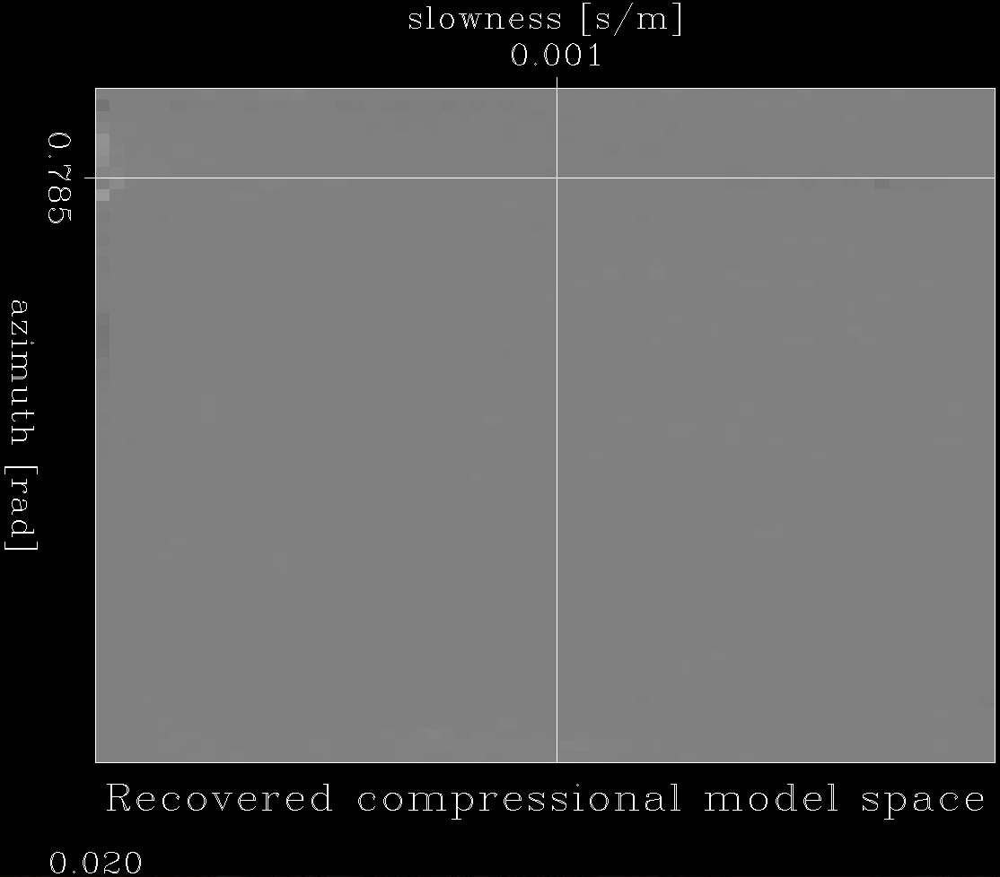 slowness [s/m]
0.001
0.785
azimuth [rad]
Recovered compressional model space
0.020